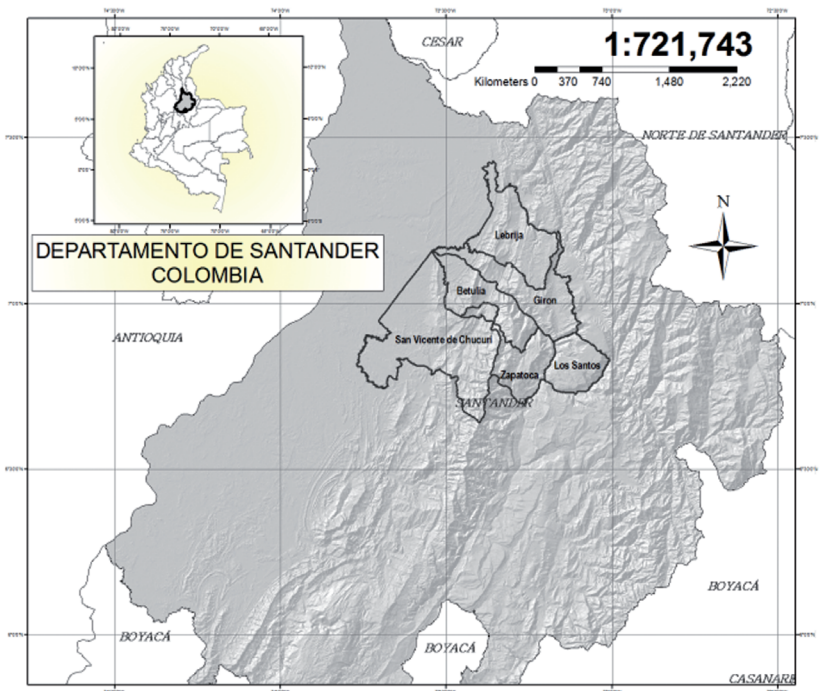 CESAR
1:721,743
Kilometers 0 370 740 1,480 2,220
NORTE DE SANTANDER
N
Lebrija
DEPARTAMENTO DE SANTANDER
COLOMBIA
Betulia
Giron
ANTIOQUIA
San Vicente de Chucurí
Los Santos
Zapatoca
SANTANDER
BOYACÁ
BOYACÁ
BOYACÁ
CASANARE